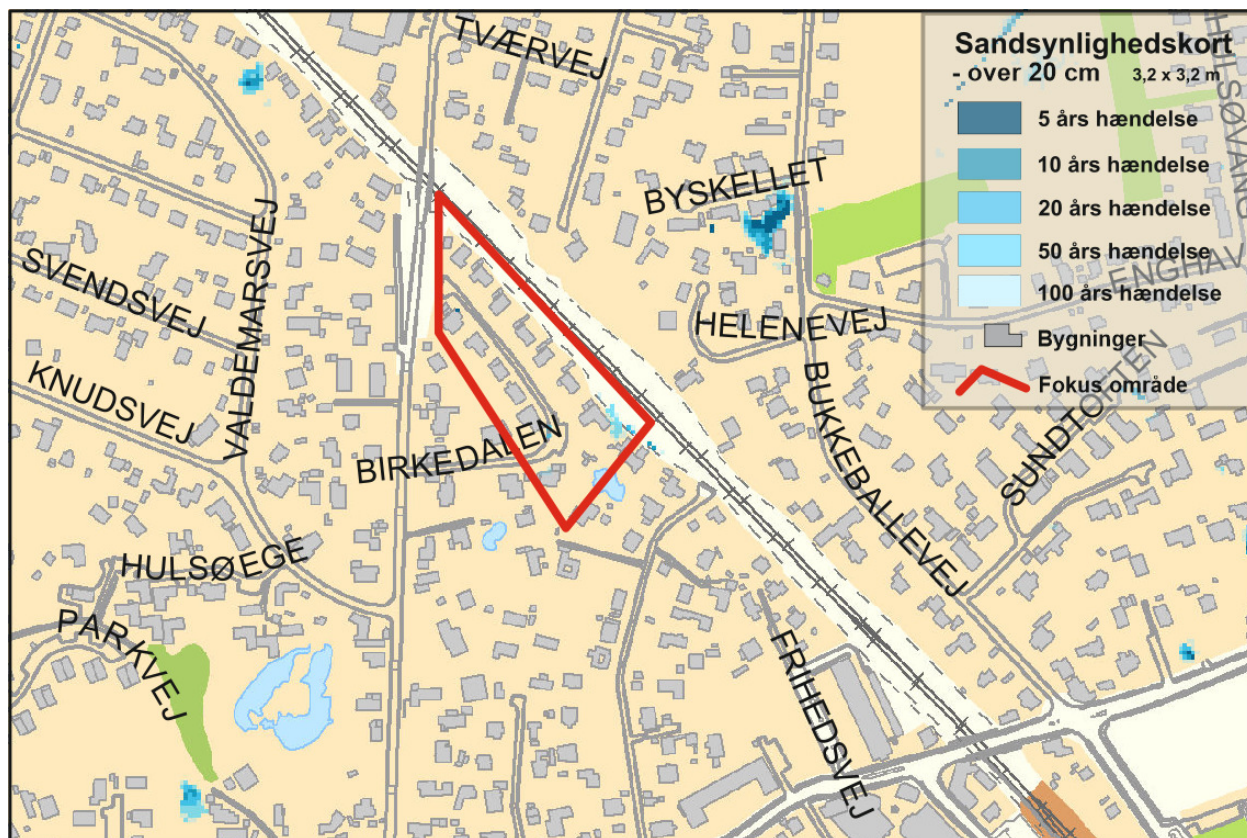 TVÆRVEJ
Sandsynlighedskort
- over 20 cm 3,2 x 3,2 m
5 års hændelse
10 års hændelse
20 års hændelse
50 års hændelse
100 års hændelse
Bygninger
Fokus område
BYSKELLET
SVENDSVEJ
VALDEMARSVEJ
HELENEVEJ
KNUDSVEJ
BIRKEDALEN
BUKKEBALLEVEJ
SUNDTOFTEN
HULSØEGE
PARKVEJ
FRIHEDSVEJ
ENGHAV